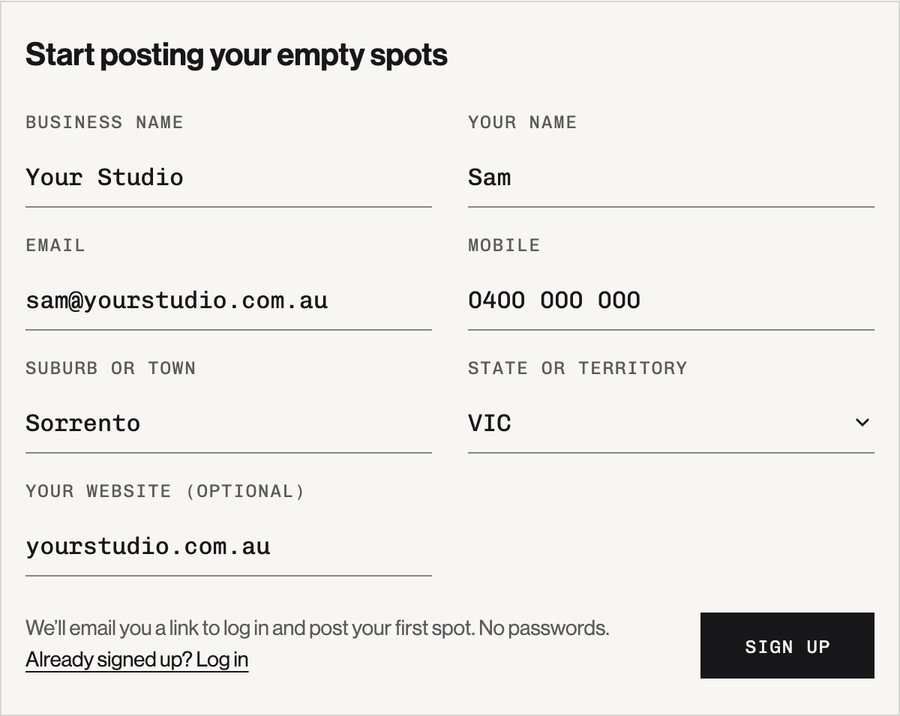 Start posting your empty spots
BUSINESS NAME
YOUR NAME
Your Studio
Sam
EMAIL
MOBILE
sam@yourstudio.com.au
0400 000 000
SUBURB OR TOWN
STATE OR TERRITORY
Sorrento
VIC
YOUR WEBSITE (OPTIONAL)
yourstudio.com.au
We'll email you a link to log in and post your first spot. No passwords.
Already signed up? Log in
SIGN UP